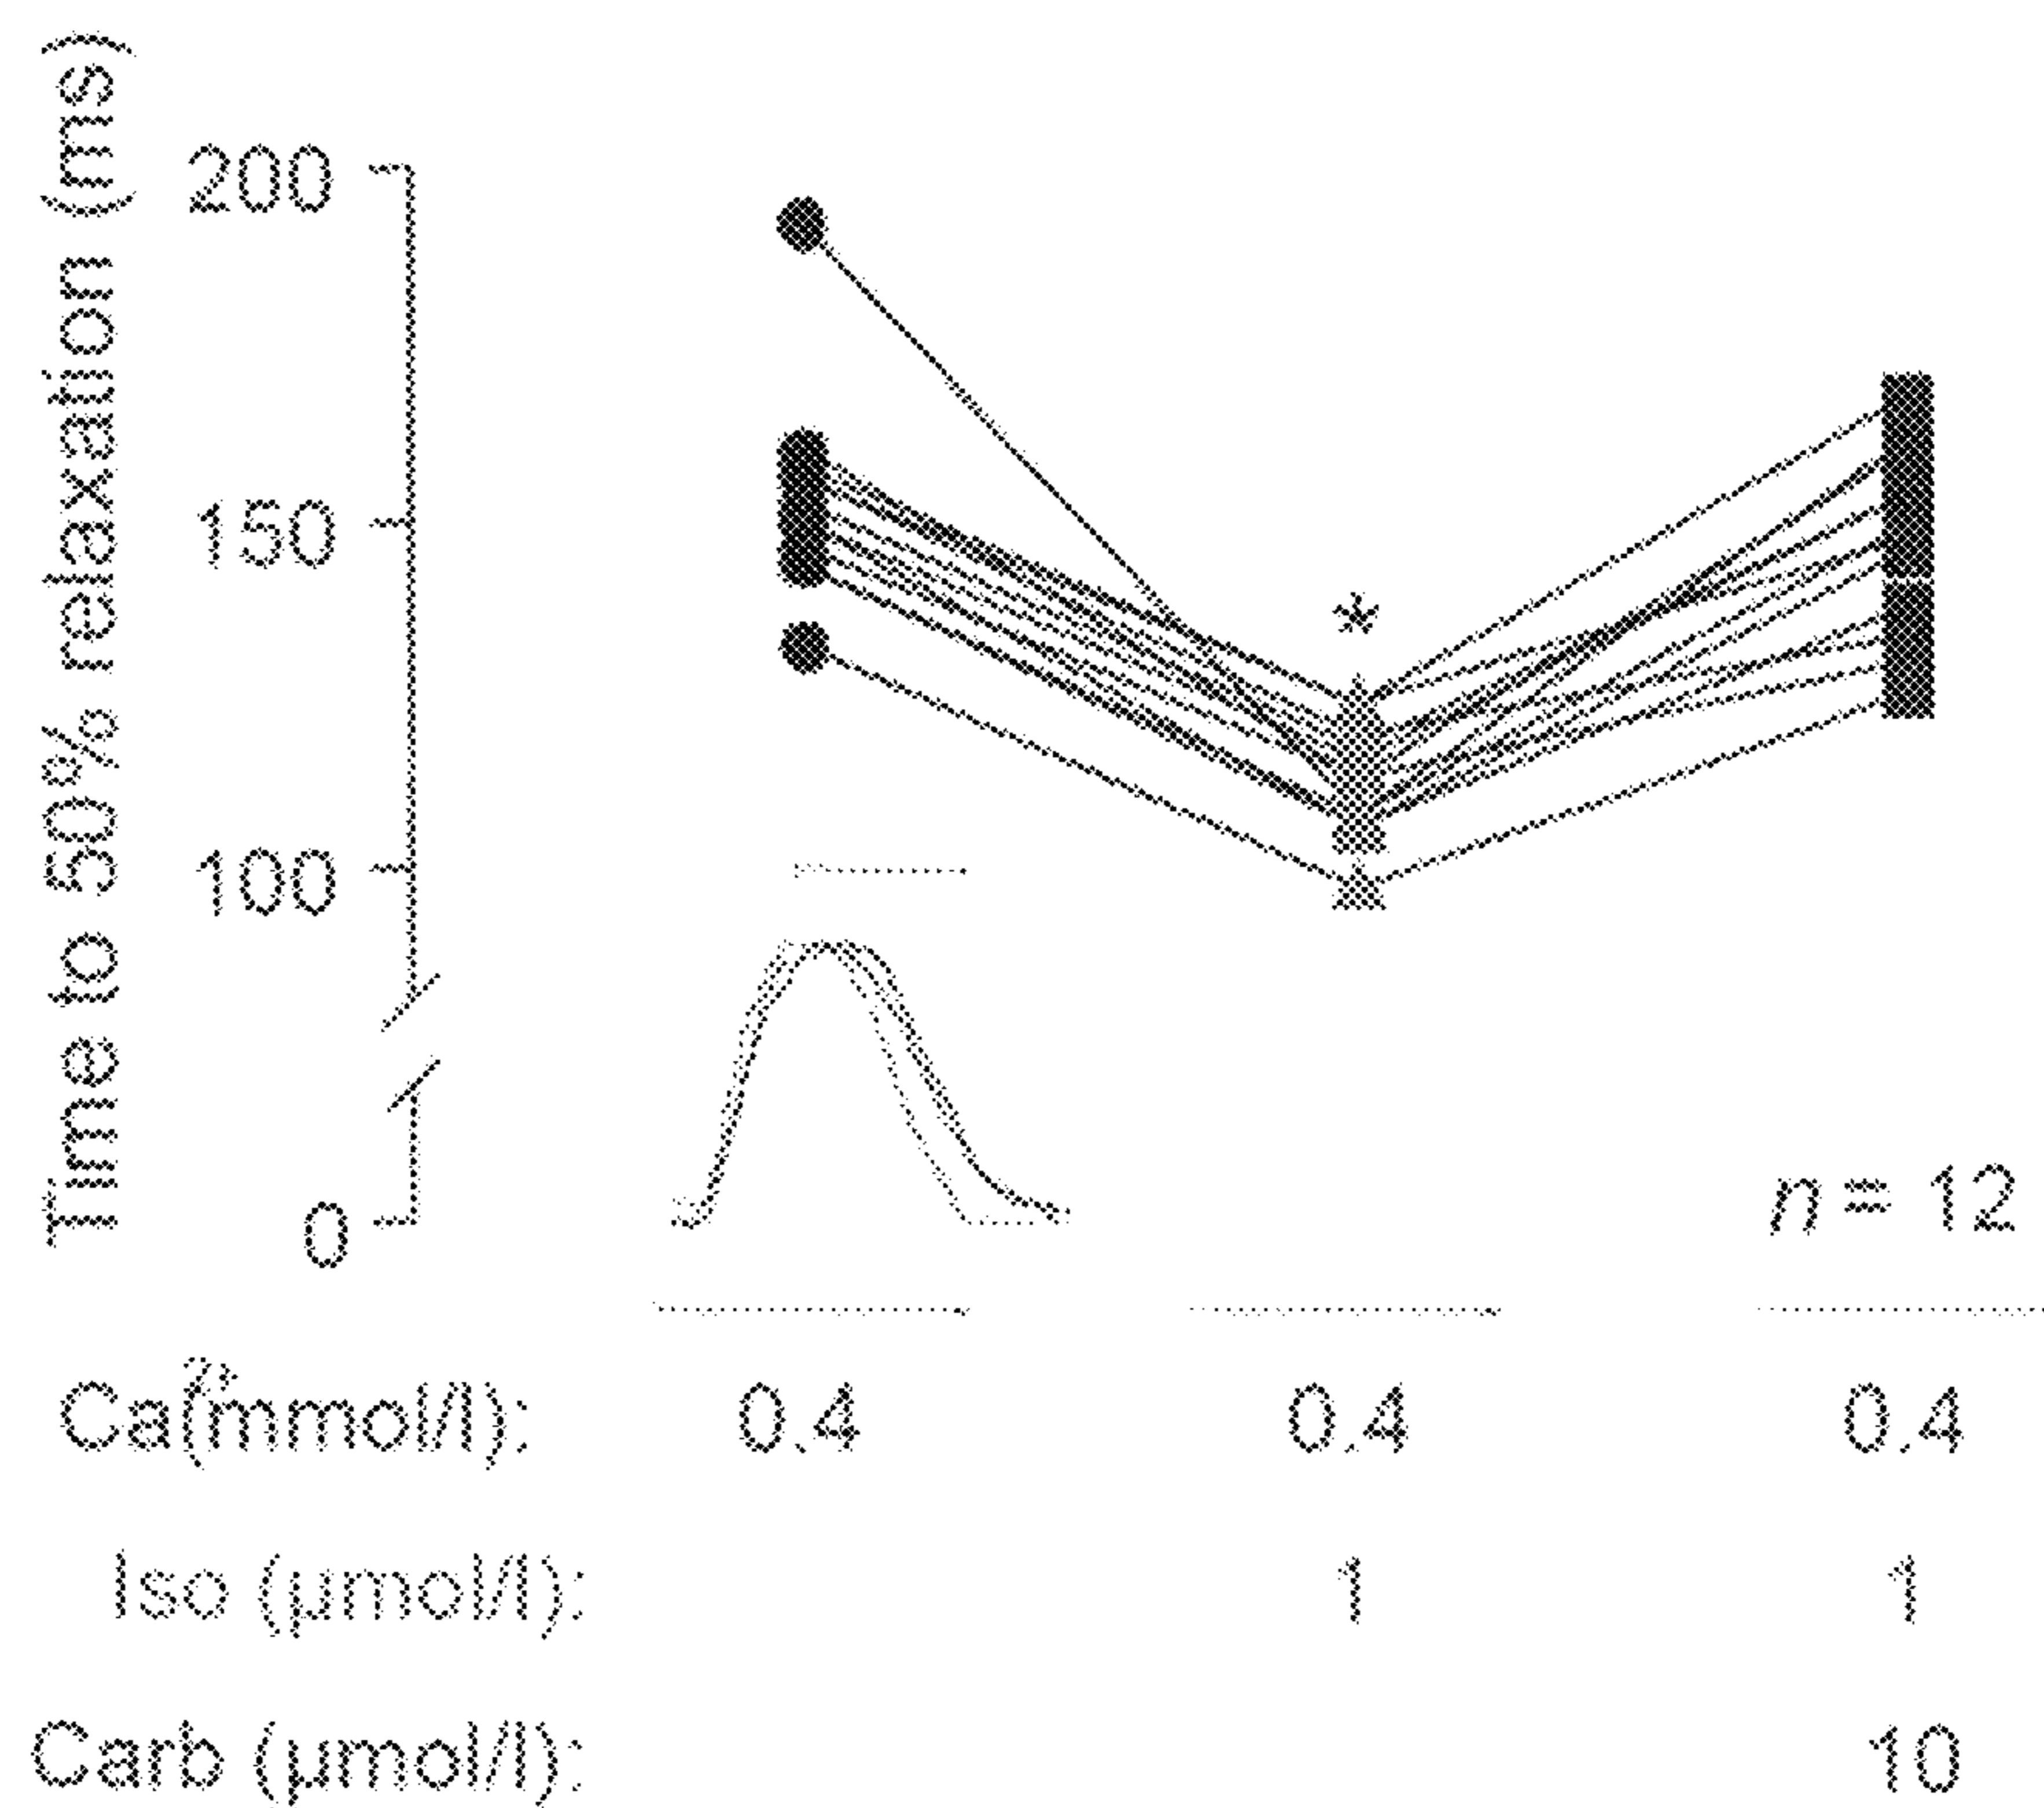 Time to 50% relaxation (ms)
200
150
*
100
0
n = 12
Ca²⁺(mmol/l): 0.4 0.4 0.4
Iso (µmol/l): 1 1
Carb (µmol/l): 10